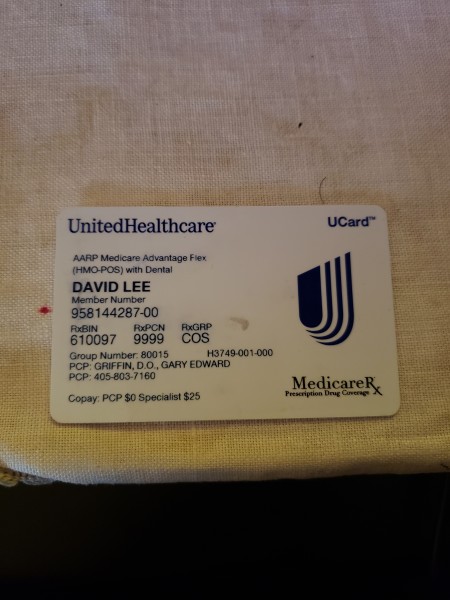 UnitedHealthcare®
UCard™
AARP Medicare Advantage Flex
(HMO-POS) with Dental
DAVID LEE
Member Number
958144287-00
RxBIN RxPCN RxGRP
610097 9999 COS
Group Number: 80015 H3749-001-000
PCP: GRIFFIN, D.O., GARY EDWARD
PCP: 405-803-7160
Copay: PCP $0 Specialist $25
MedicareRx
Prescription Drug Coverage